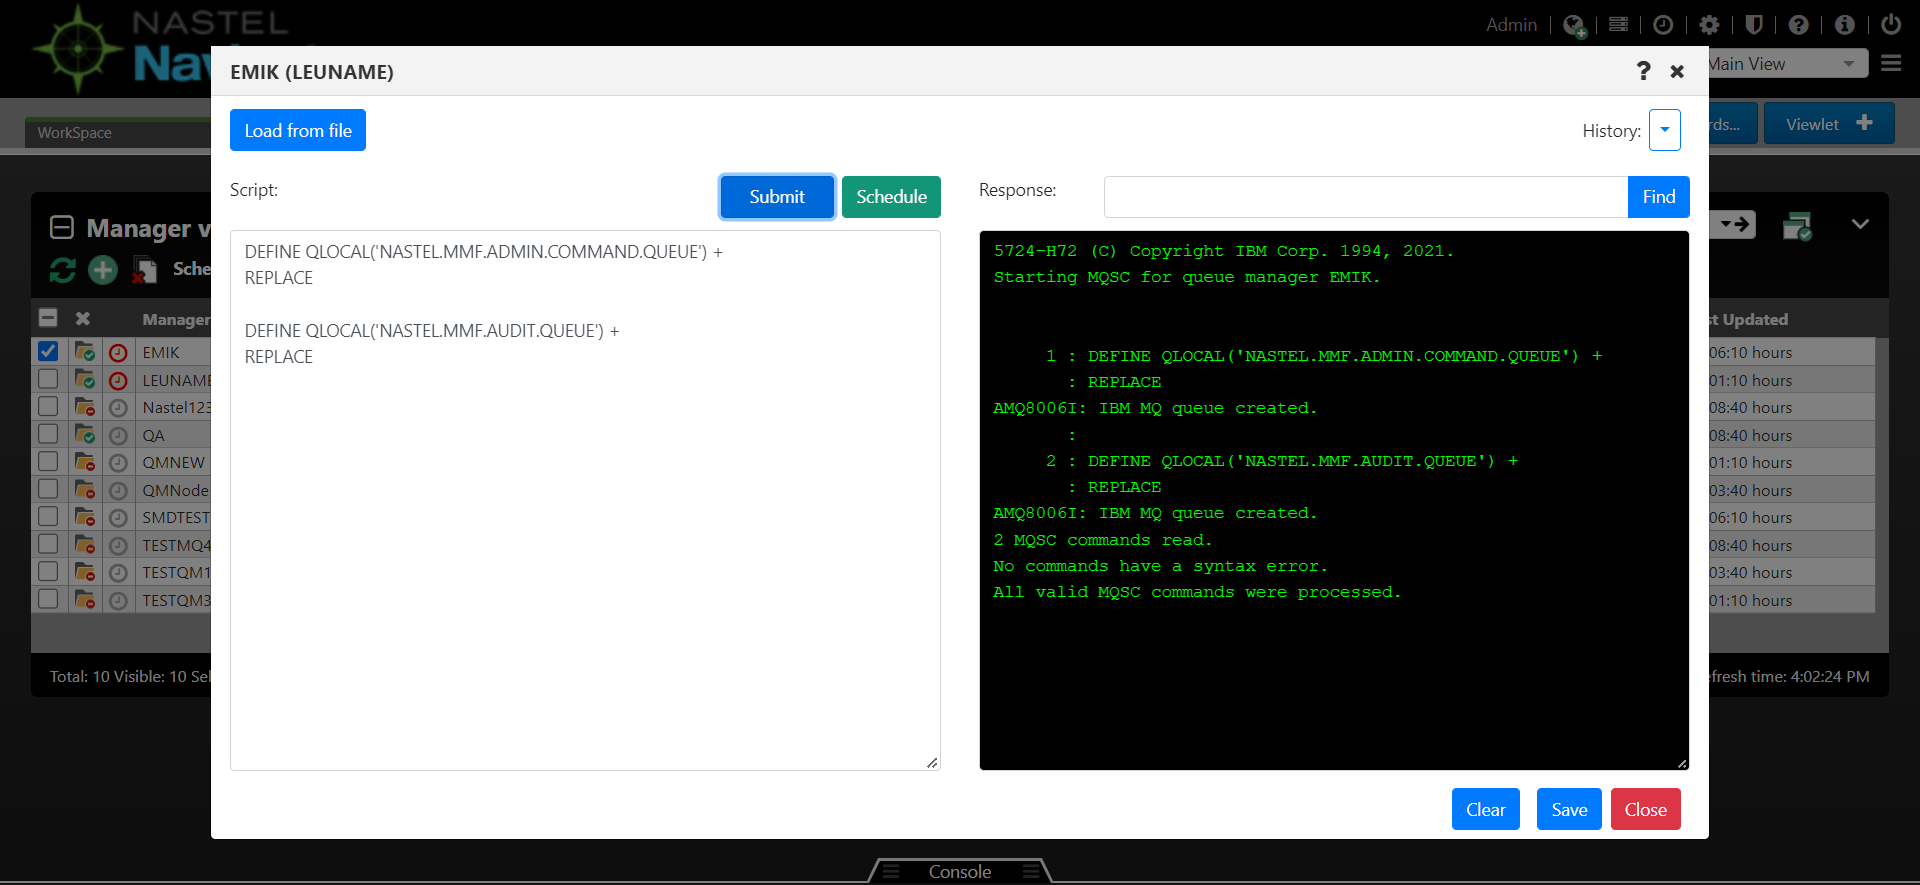 NASTEL
Admin
Main View
WorkSpace
Viewlet
EMIK (LEUNAME)
Load from file
History:
Script:
Submit
Schedule
Response:
Find
DEFINE QLOCAL('NASTEL.MMF.ADMIN.COMMAND.QUEUE') +
REPLACE
DEFINE QLOCAL('NASTEL.MMF.AUDIT.QUEUE') +
REPLACE
5724-H72 (C) Copyright IBM Corp. 1994, 2021.
Starting MQSC for queue manager EMIK.
1 : DEFINE QLOCAL('NASTEL.MMF.ADMIN.COMMAND.QUEUE') +
: REPLACE
AMQ8006I: IBM MQ queue created.
:
2 : DEFINE QLOCAL('NASTEL.MMF.AUDIT.QUEUE') +
: REPLACE
AMQ8006I: IBM MQ queue created.
2 MQSC commands read.
No commands have a syntax error.
All valid MQSC commands were processed.
Clear
Save
Close
Manager
Manager
Updated
EMIK
06:10 hours
LEUNAME
01:10 hours
Nastel123
08:40 hours
QA
08:40 hours
QMNEW
01:10 hours
QMNode
03:40 hours
SMDTEST
06:10 hours
TESTMQ4
08:40 hours
TESTQM1
03:40 hours
TESTQM3
01:10 hours
Total: 10 Visible: 10
time: 4:02:24 PM
Console